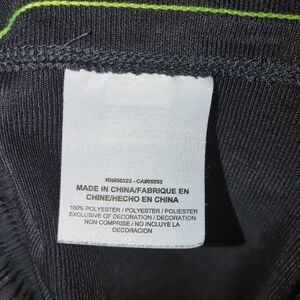 RN#56323 - CA#05553
MADE IN CHINA/FABRIQUE EN
CHINE/HECHO EN CHINA
100% POLYESTER / POLYESTER / POLIESTER
EXCLUSIVE OF DECORATION / DECORATION
NON COMPRISE / NO INCLUYE LA
DECORACION